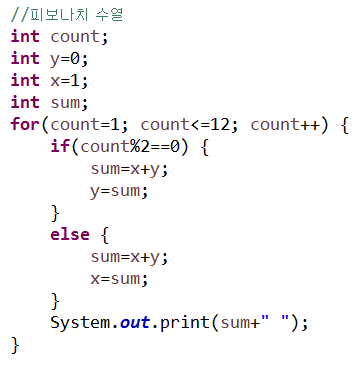 //피보나치 수열
int count;
int y=0;
int x=1;
int sum;
for(count=1; count<=12; count++) {
    if(count%2==0) {
        sum=x+y;
        y=sum;
    }
    else {
        sum=x+y;
        x=sum;
    }
    System.out.print(sum+" ");
}